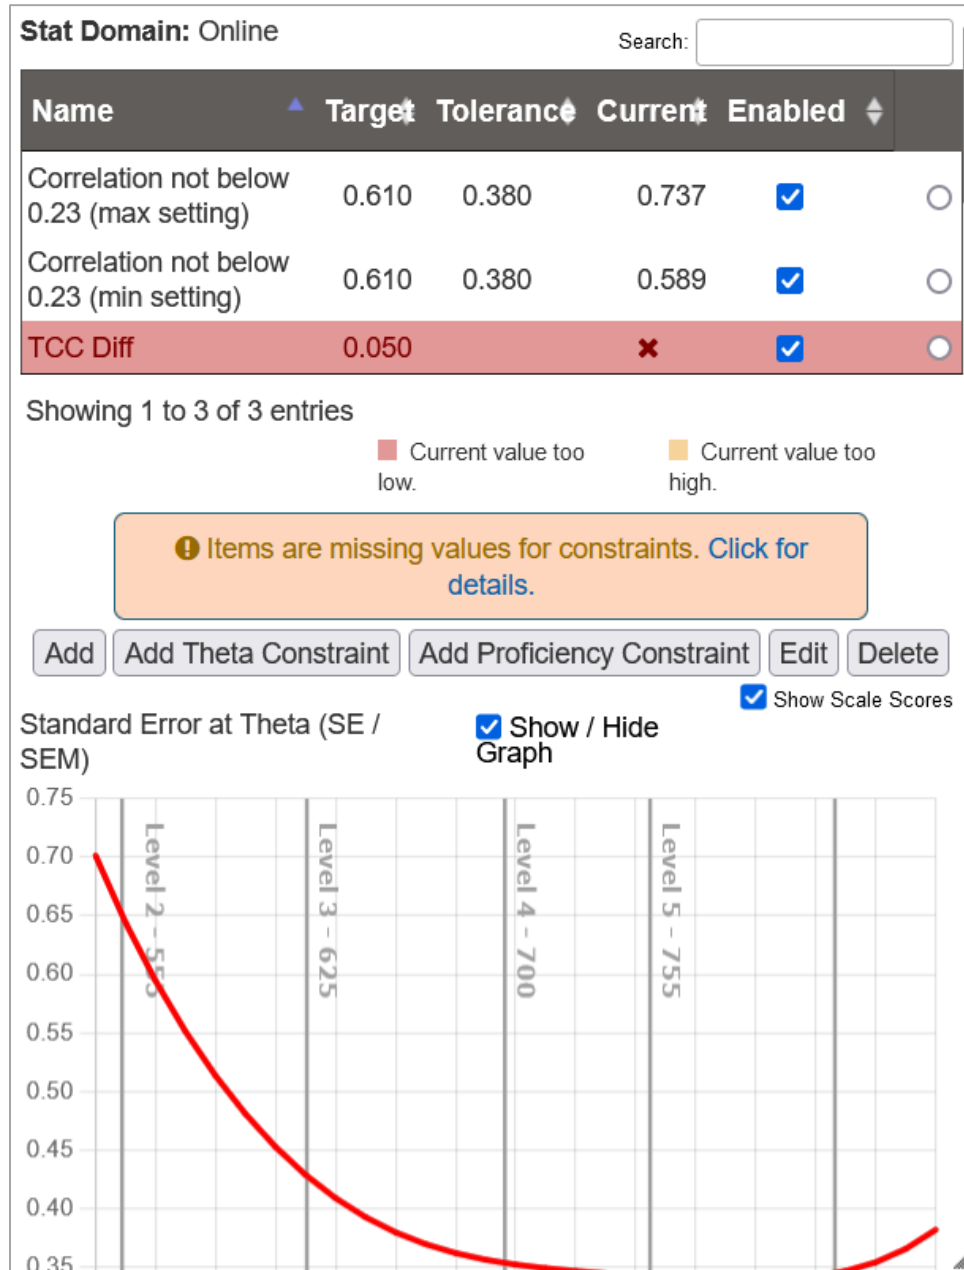 Stat Domain: Online
Search:
Name Target Tolerance Current Enabled
Correlation not below
0.23 (max setting) 0.610 0.380 0.737
Correlation not below
0.23 (min setting) 0.610 0.380 0.589
TCC Diff 0.050
Showing 1 to 3 of 3 entries
Current value too
low.
Current value too
high.
Items are missing values for constraints. Click for
details.
Add Add Theta Constraint Add Proficiency Constraint Edit Delete
Show Scale Scores
Standard Error at Theta (SE /
SEM)
Show / Hide
Graph
0.75
0.70
0.65
0.60
0.55
0.50
0.45
0.40
0.35
Level 2 - 555
Level 3 - 625
Level 4 - 700
Level 5 - 755